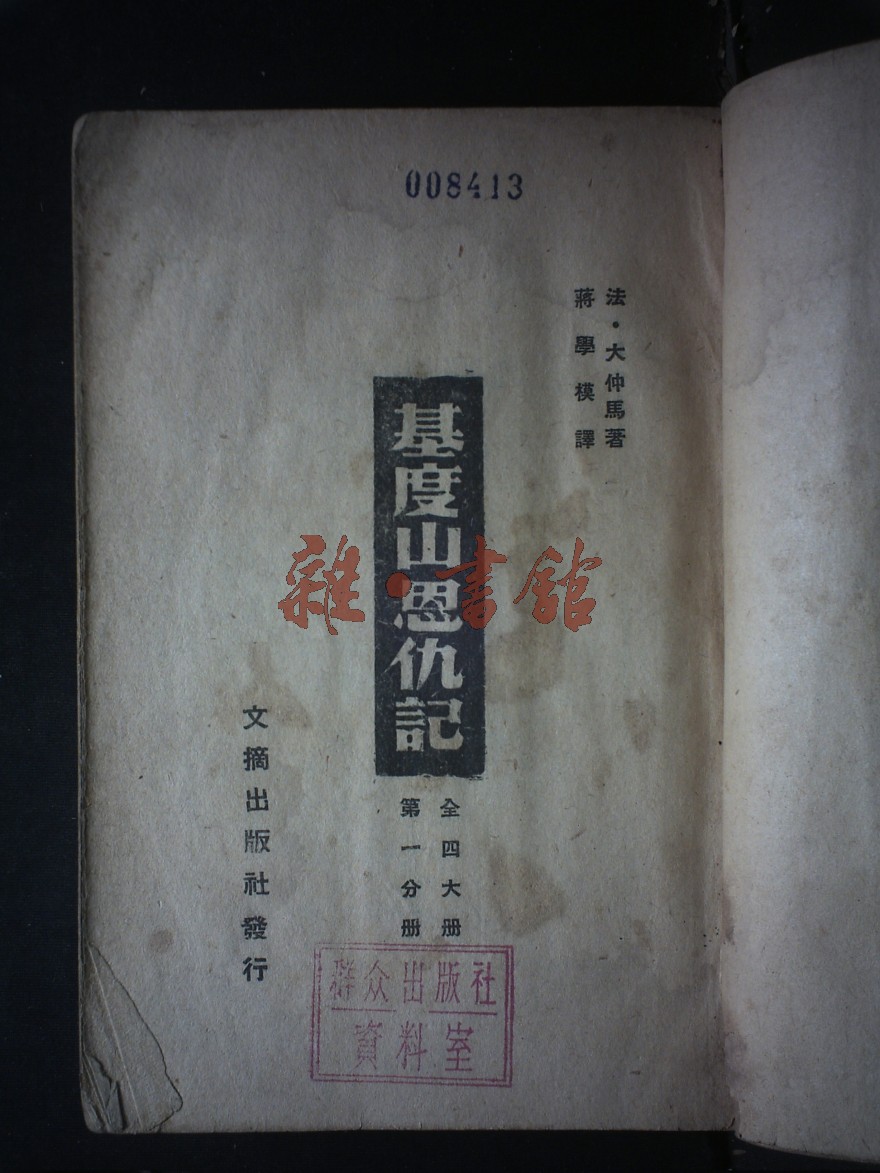 008413
法·大仲馬著
蔣學模譯
基度山恩仇記
全四大册
第一分册
文摘出版社發行
群众出版社
資料室
雜·書館